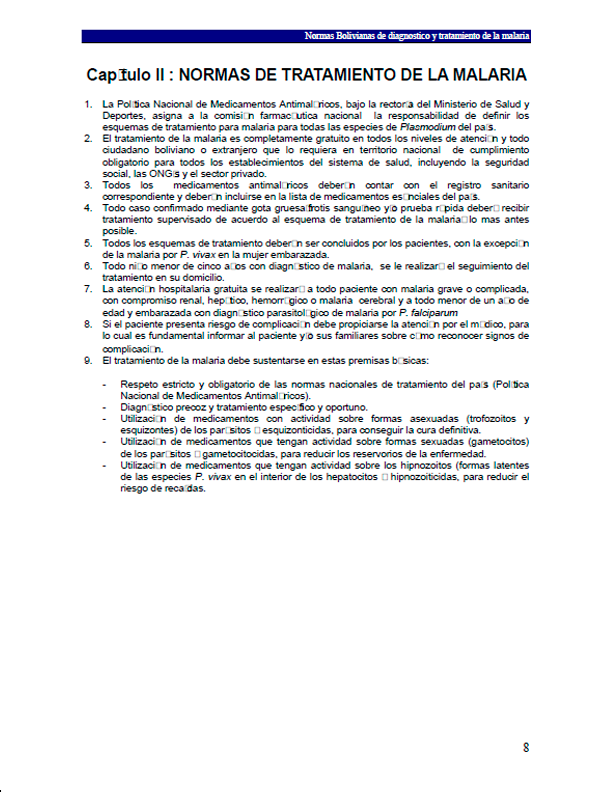 Normas Bolivianas de diagnostico y tratamiento de la malaria
Cap□tulo II : NORMAS DE TRATAMIENTO DE LA MALARIA
1. La Pol□tica Nacional de Medicamentos Antimal□ricos, bajo la rector□a del Ministerio de Salud y
Deportes, asigna a la comisi□n farmac□utica nacional la responsabilidad de definir los
esquemas de tratamiento para malaria para todas las especies de Plasmodium del pa□s.
2. El tratamiento de la malaria es completamente gratuito en todos los niveles de atenci□n y todo
ciudadano boliviano o extranjero que lo requiera en territorio nacional de cumplimiento
obligatorio para todos los establecimientos del sistema de salud, incluyendo la seguridad
social, las ONG□s y el sector privado.
3. Todos los medicamentos antimal□ricos deber□n contar con el registro sanitario
correspondiente y deber□n incluirse en la lista de medicamentos es□nciales del pa□s.
4. Todo caso confirmado mediante gota gruesa□frotis sangu□neo y□o prueba r□pida deber□ recibir
tratamiento supervisado de acuerdo al esquema de tratamiento de la malaria□ lo mas antes
posible.
5. Todos los esquemas de tratamiento deber□n ser concluidos por los pacientes, con la excepci□n
de la malaria por P. vivax en la mujer embarazada.
6. Todo ni□o menor de cinco a□os con diagn□stico de malaria, se le realizar□ el seguimiento del
tratamiento en su domicilio.
7. La atenci□n hospitalaria gratuita se realizar□ a todo paciente con malaria grave o complicada,
con compromiso renal, hep□tico, hemorr□gico o malaria cerebral y a todo menor de un a□o de
edad y embarazada con diagn□stico parasitol□gico de malaria por P. falciparum
8. Si el paciente presenta riesgo de complicaci□n debe propiciarse la atenci□n por el m□dico, para
lo cual es fundamental informar al paciente y□o sus familiares sobre c□mo reconocer signos de
complicaci□n.
9. El tratamiento de la malaria debe sustentarse en estas premisas b□sicas:
- Respeto estricto y obligatorio de las normas nacionales de tratamiento del pa□s (Pol□tica
Nacional de Medicamentos Antimal□ricos).
- Diagn□stico precoz y tratamiento espec□fico y oportuno.
- Utilizaci□n de medicamentos con actividad sobre formas asexuadas (trofozoitos y
esquizontes) de los par□sitos □ esquizonticidas, para conseguir la cura definitiva.
- Utilizaci□n de medicamentos que tengan actividad sobre formas sexuadas (gametocitos)
de los par□sitos □ gametocitocidas, para reducir los reservorios de la enfermedad.
- Utilizaci□n de medicamentos que tengan actividad sobre los hipnozoitos (formas latentes
de las especies P. vivax en el interior de los hepatocitos □ hipnozoiticidas, para reducir el
riesgo de reca□das.
8